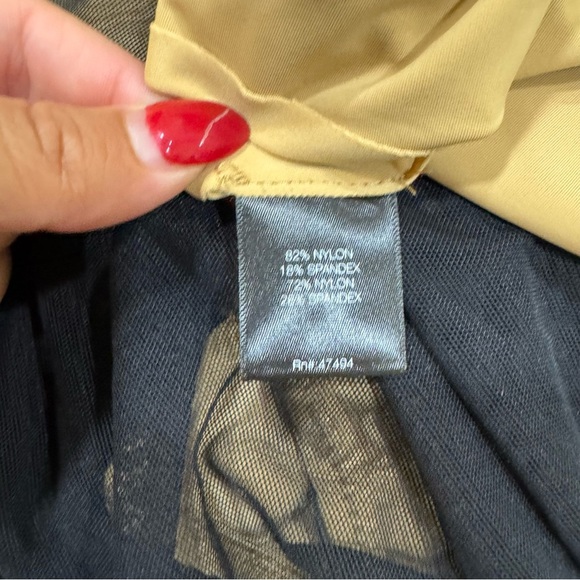 82% NYLON
18% SPANDEX
72% NYLON
28% SPANDEX
Rn# 47494